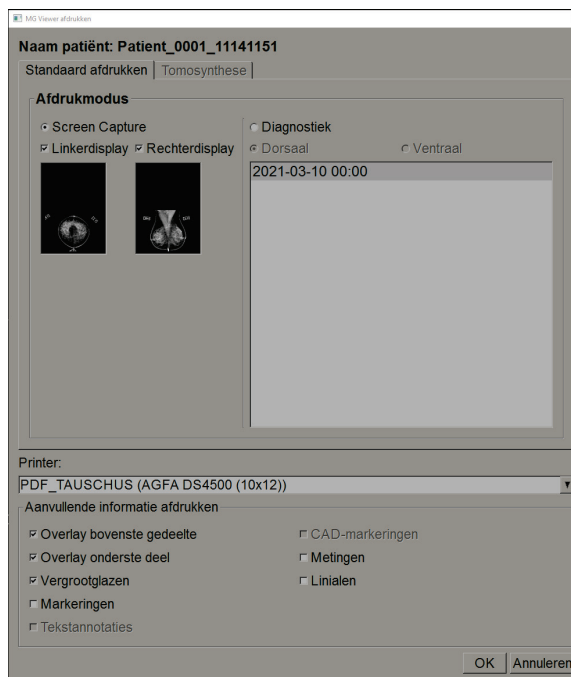 MG Viewer afdrukken
Naam patiënt: Patient_0001_11141151
Standaard afdrukken Tomosynthese
Afdrukmodus
Screen Capture
Linkerdisplay Rechterdisplay
Diagnostiek
Dorsaal Ventraal
2021-03-10 00:00
Printer:
PDF_TAUSCHUS (AGFA DS4500 (10x12))
Aanvullende informatie afdrukken
Overlay bovenste gedeelte
Overlay onderste deel
Vergrootglazen
Markeringen
Tekstannotaties
CAD-markeringen
Metingen
Linialen
OK Annuleren